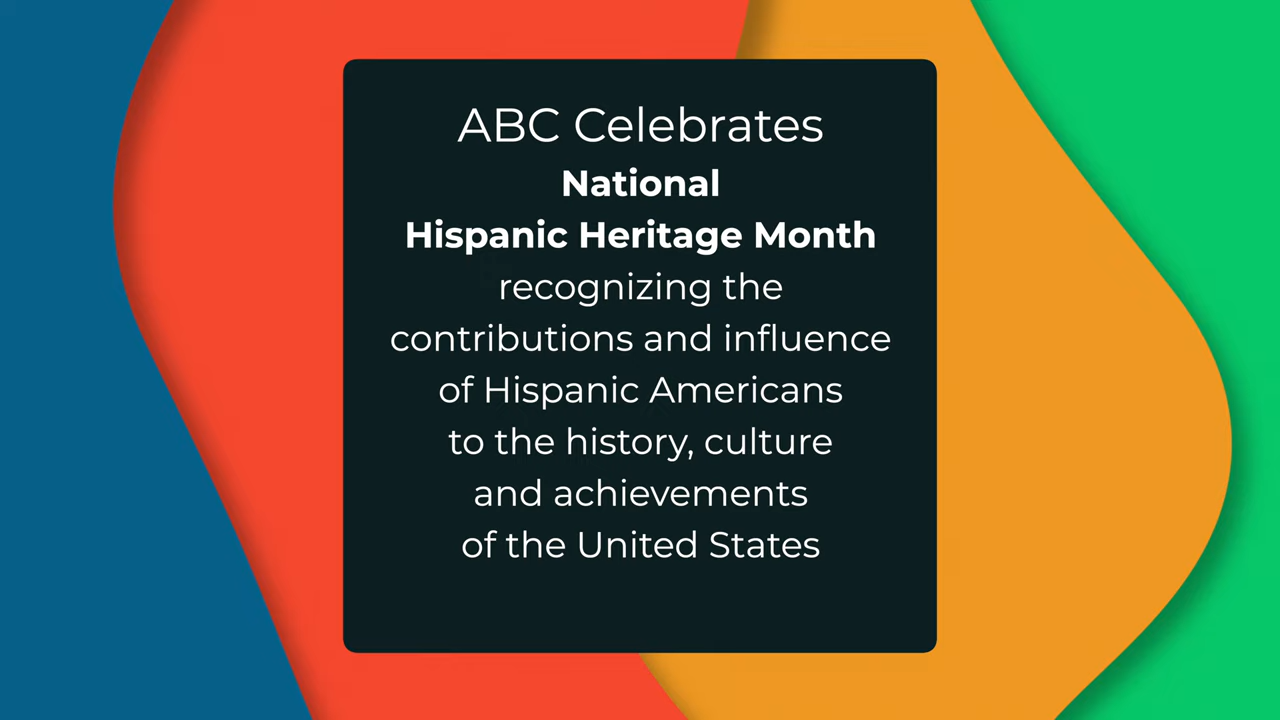 ABC Celebrates
National
Hispanic Heritage Month
recognizing the
contributions and influence
of Hispanic Americans
to the history, culture
and achievements
of the United States